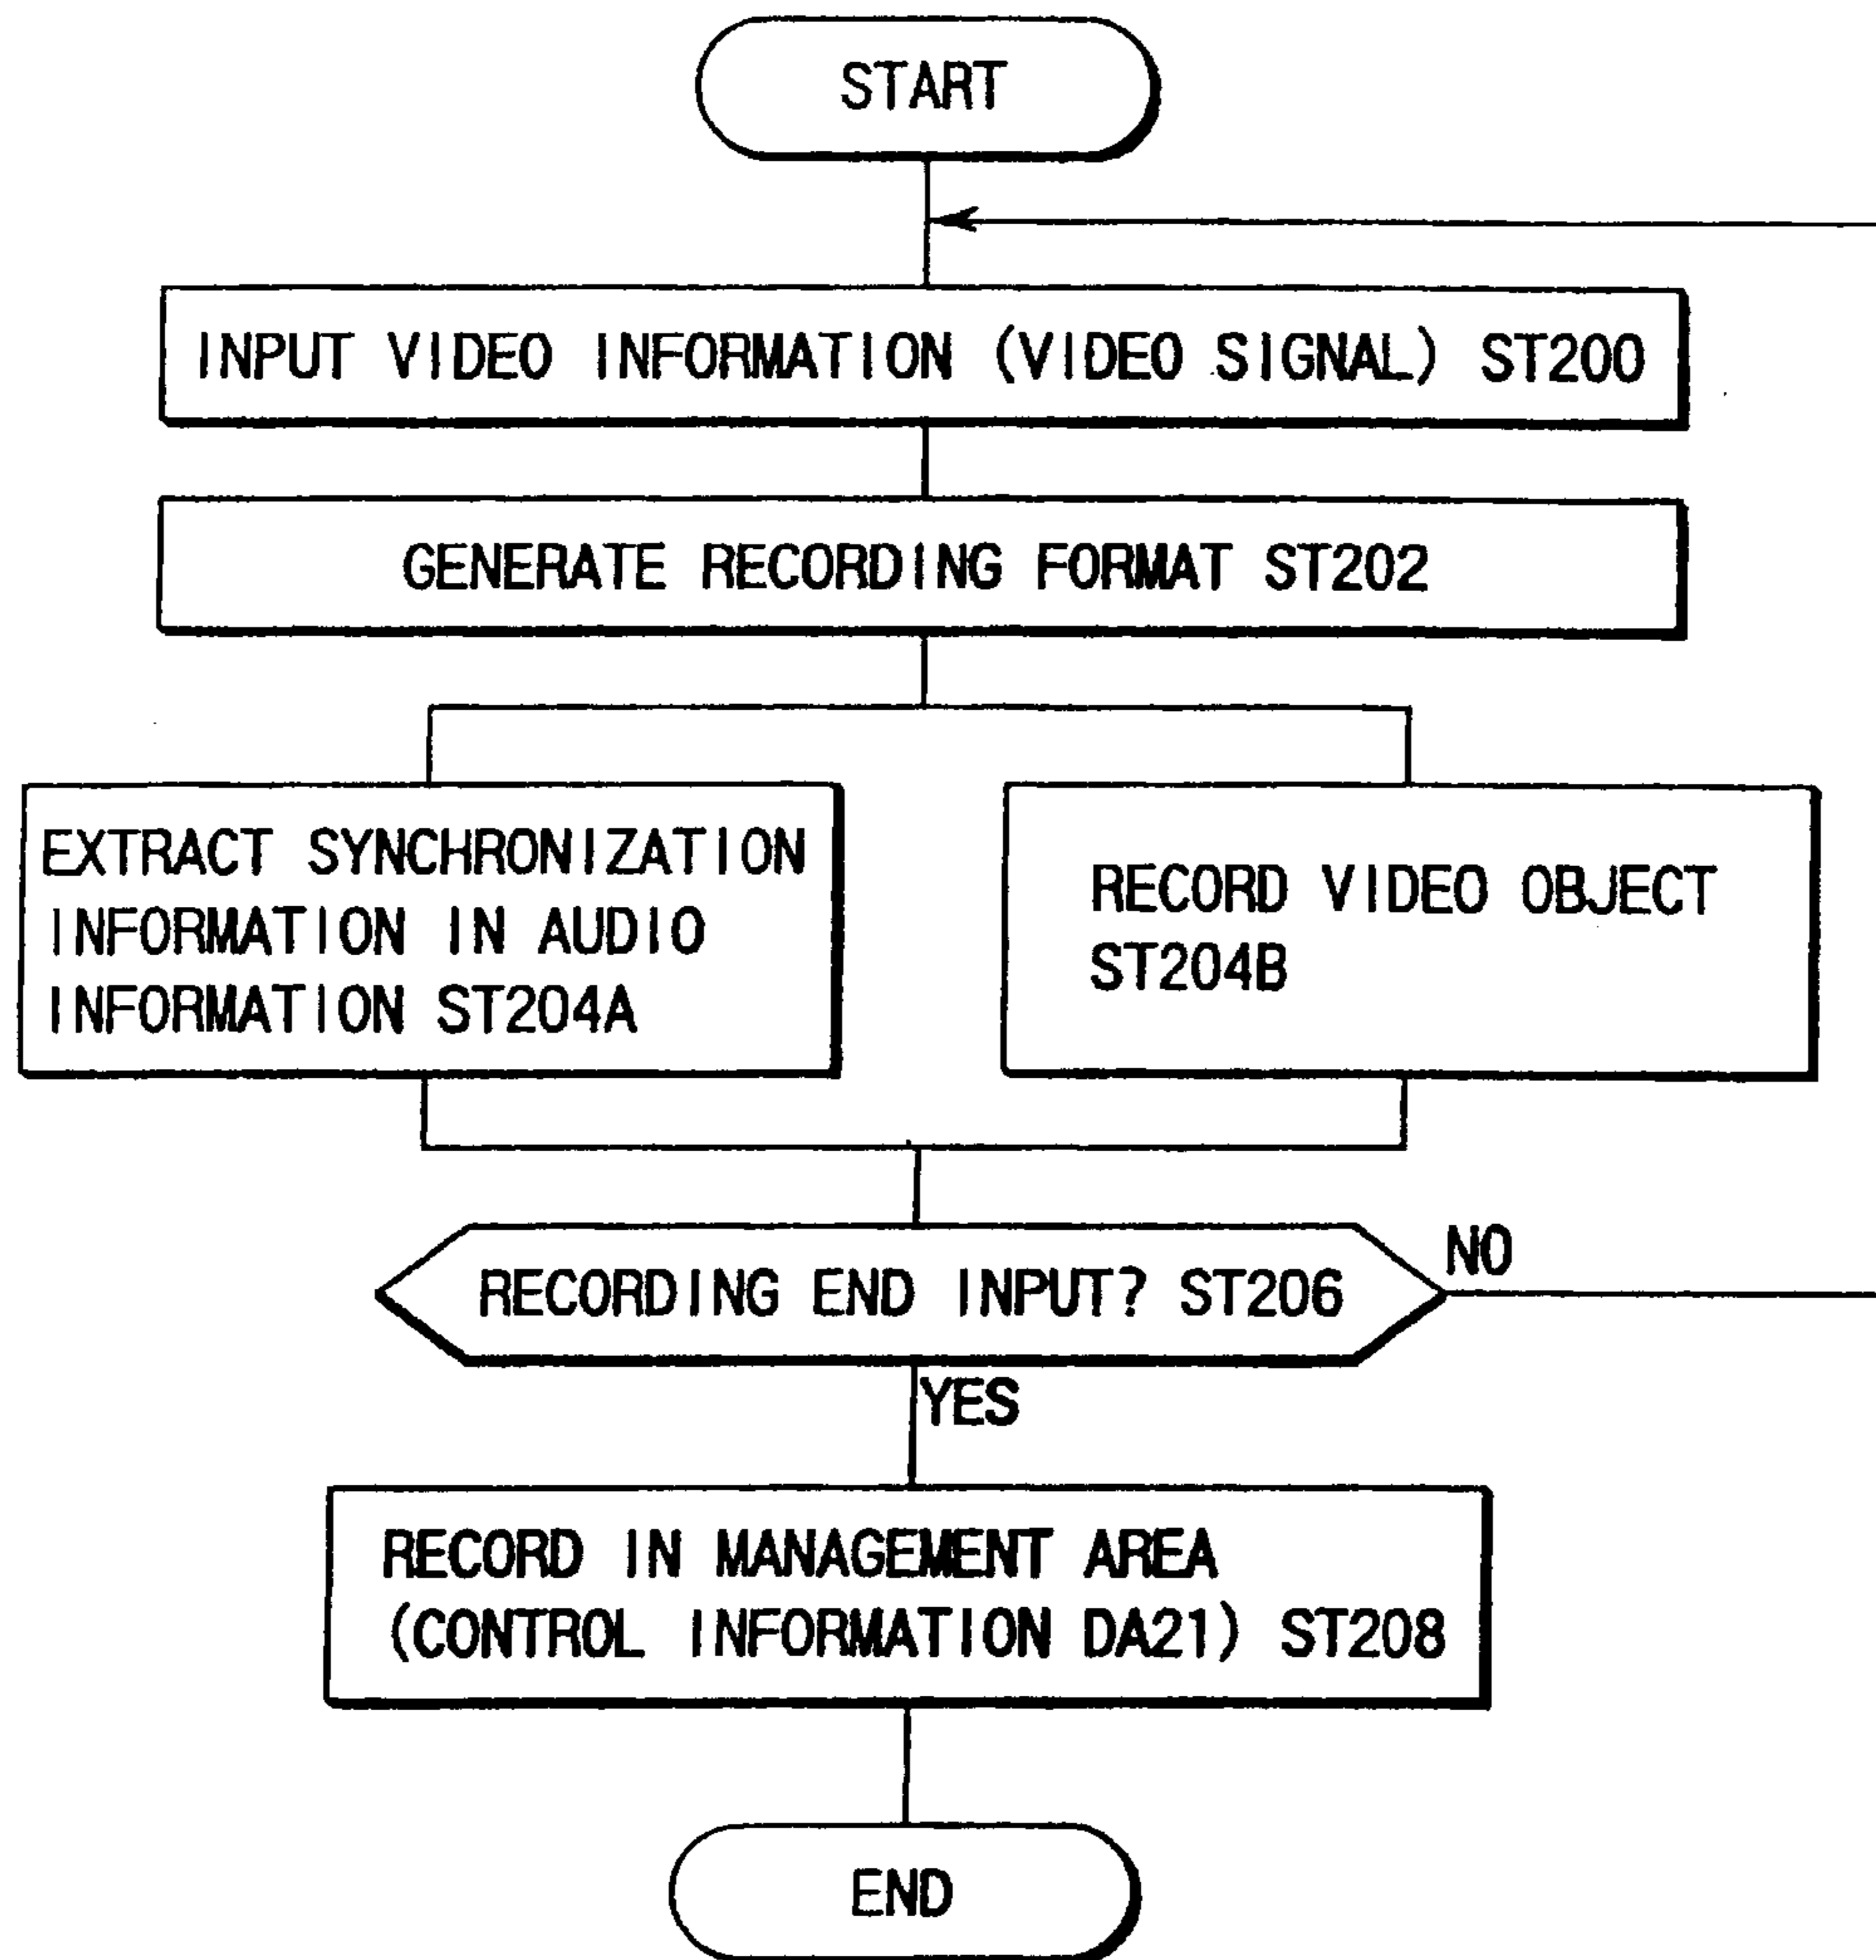 START
INPUT VIDEO INFORMATION (VIDEO SIGNAL) ST200
GENERATE RECORDING FORMAT ST202
EXTRACT SYNCHRONIZATION
INFORMATION IN AUDIO
INFORMATION ST204A
RECORD VIDEO OBJECT
ST204B
RECORDING END INPUT? ST206
NO
YES
RECORD IN MANAGEMENT AREA
(CONTROL INFORMATION DA21) ST208
END